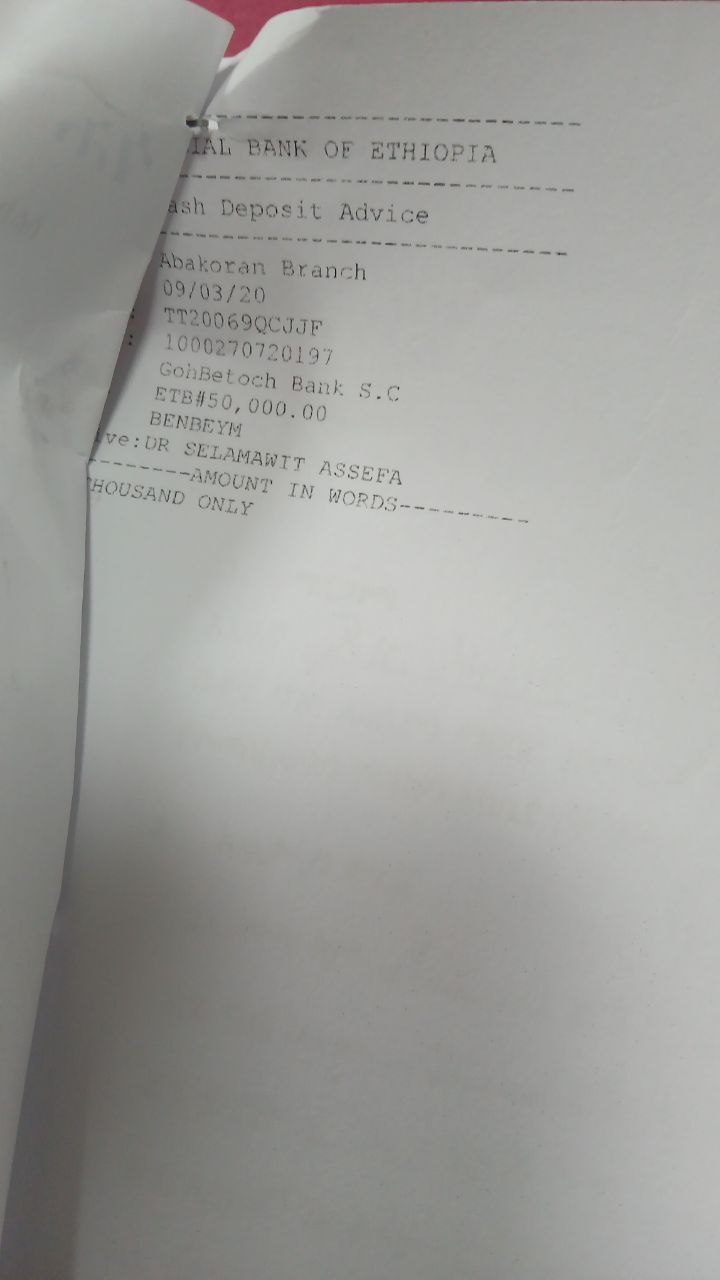 IAL BANK OF ETHIOPIA
ash Deposit Advice
Abakoran Branch
09/03/20
: TT20069QCJJF
: 1000270720197
GohBetoch Bank S.C
ETB#50,000.00
BENBEYM
ive:DR SELAMAWIT ASSEFA
--------AMOUNT IN WORDS---------
HOUSAND ONLY